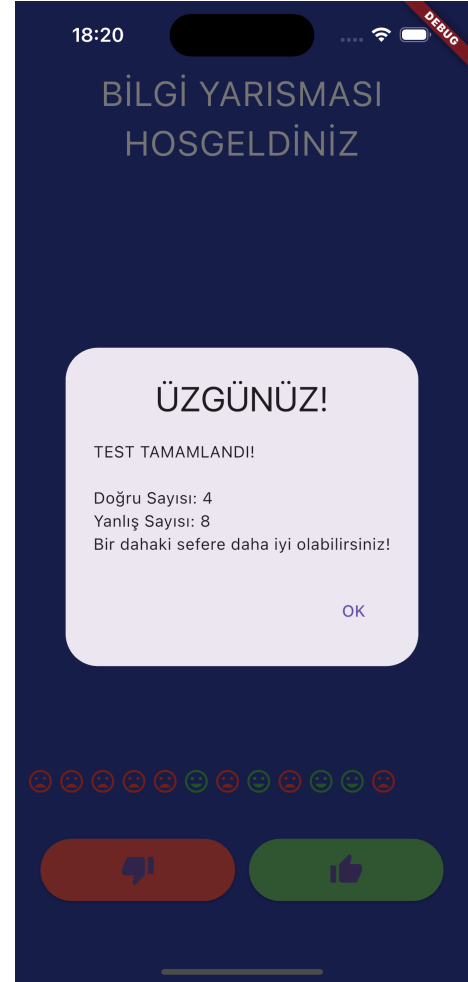 18:20
DEBUG
BİLGİ YARISMASI
HOSGELDİNİZ
ÜZGÜNÜZ!
TEST TAMAMLANDI!
Doğru Sayısı: 4
Yanlış Sayısı: 8
Bir dahaki sefere daha iyi olabilirsiniz!
OK